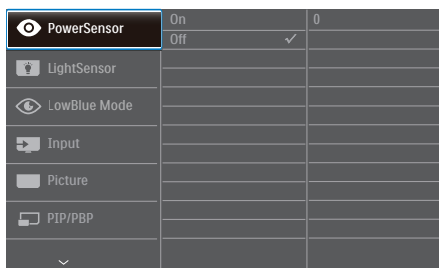 PowerSensor
On
0
Off
LightSensor
LowBlue Mode
Input
Picture
PIP/PBP